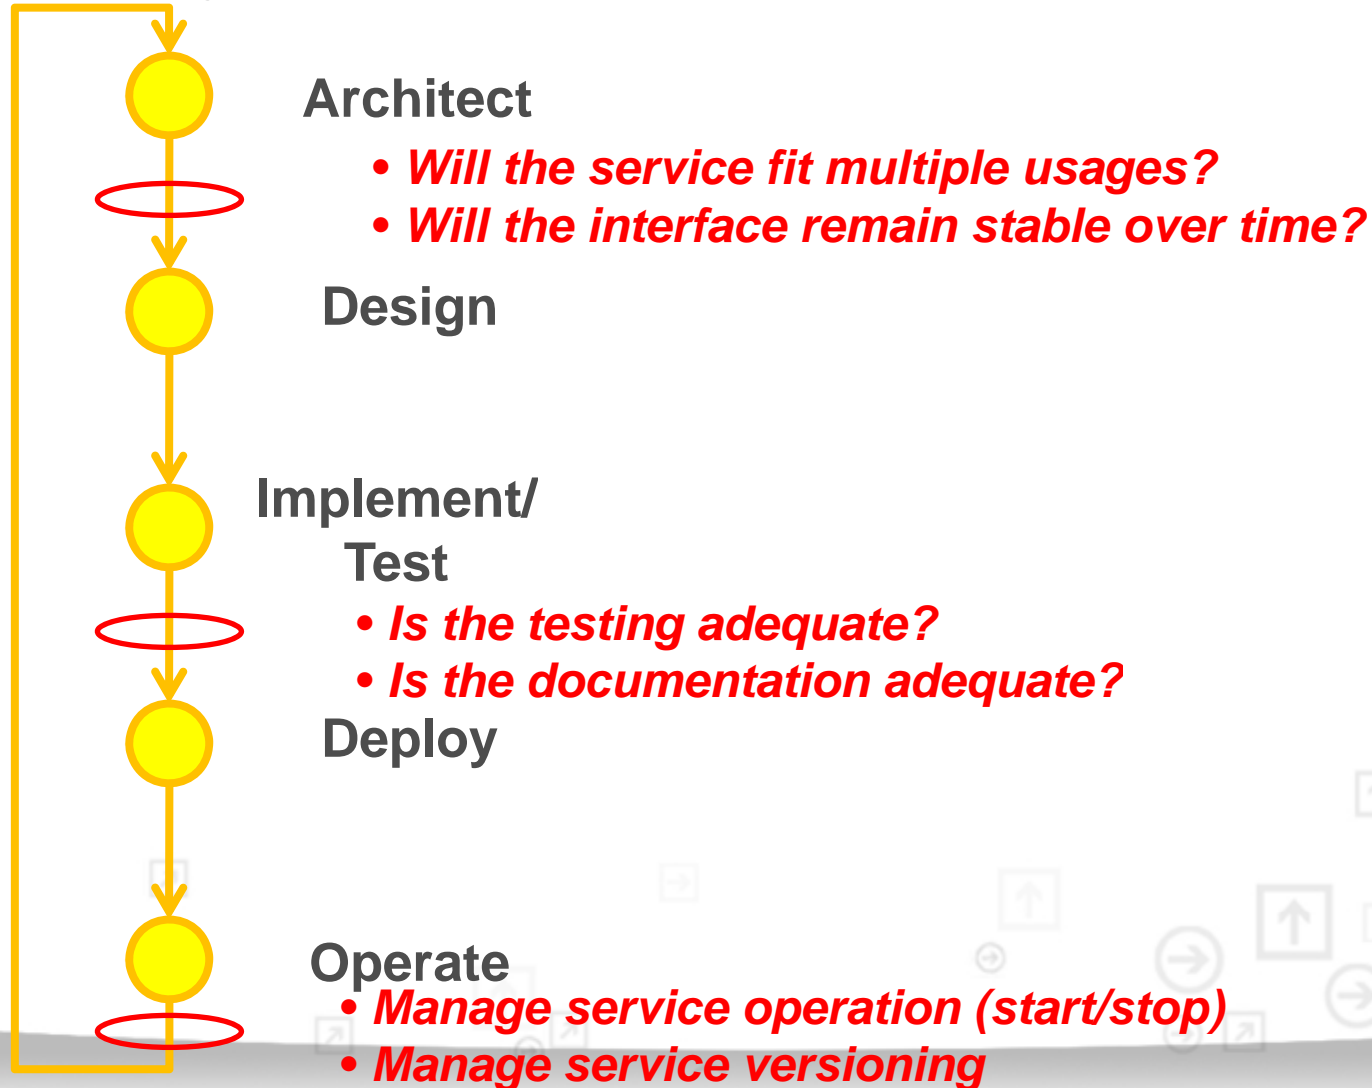 Architect
• Will the service fit multiple usages?
• Will the interface remain stable over time?
Design
Implement/
Test
• Is the testing adequate?
• Is the documentation adequate?
Deploy
Operate
• Manage service operation (start/stop)
• Manage service versioning